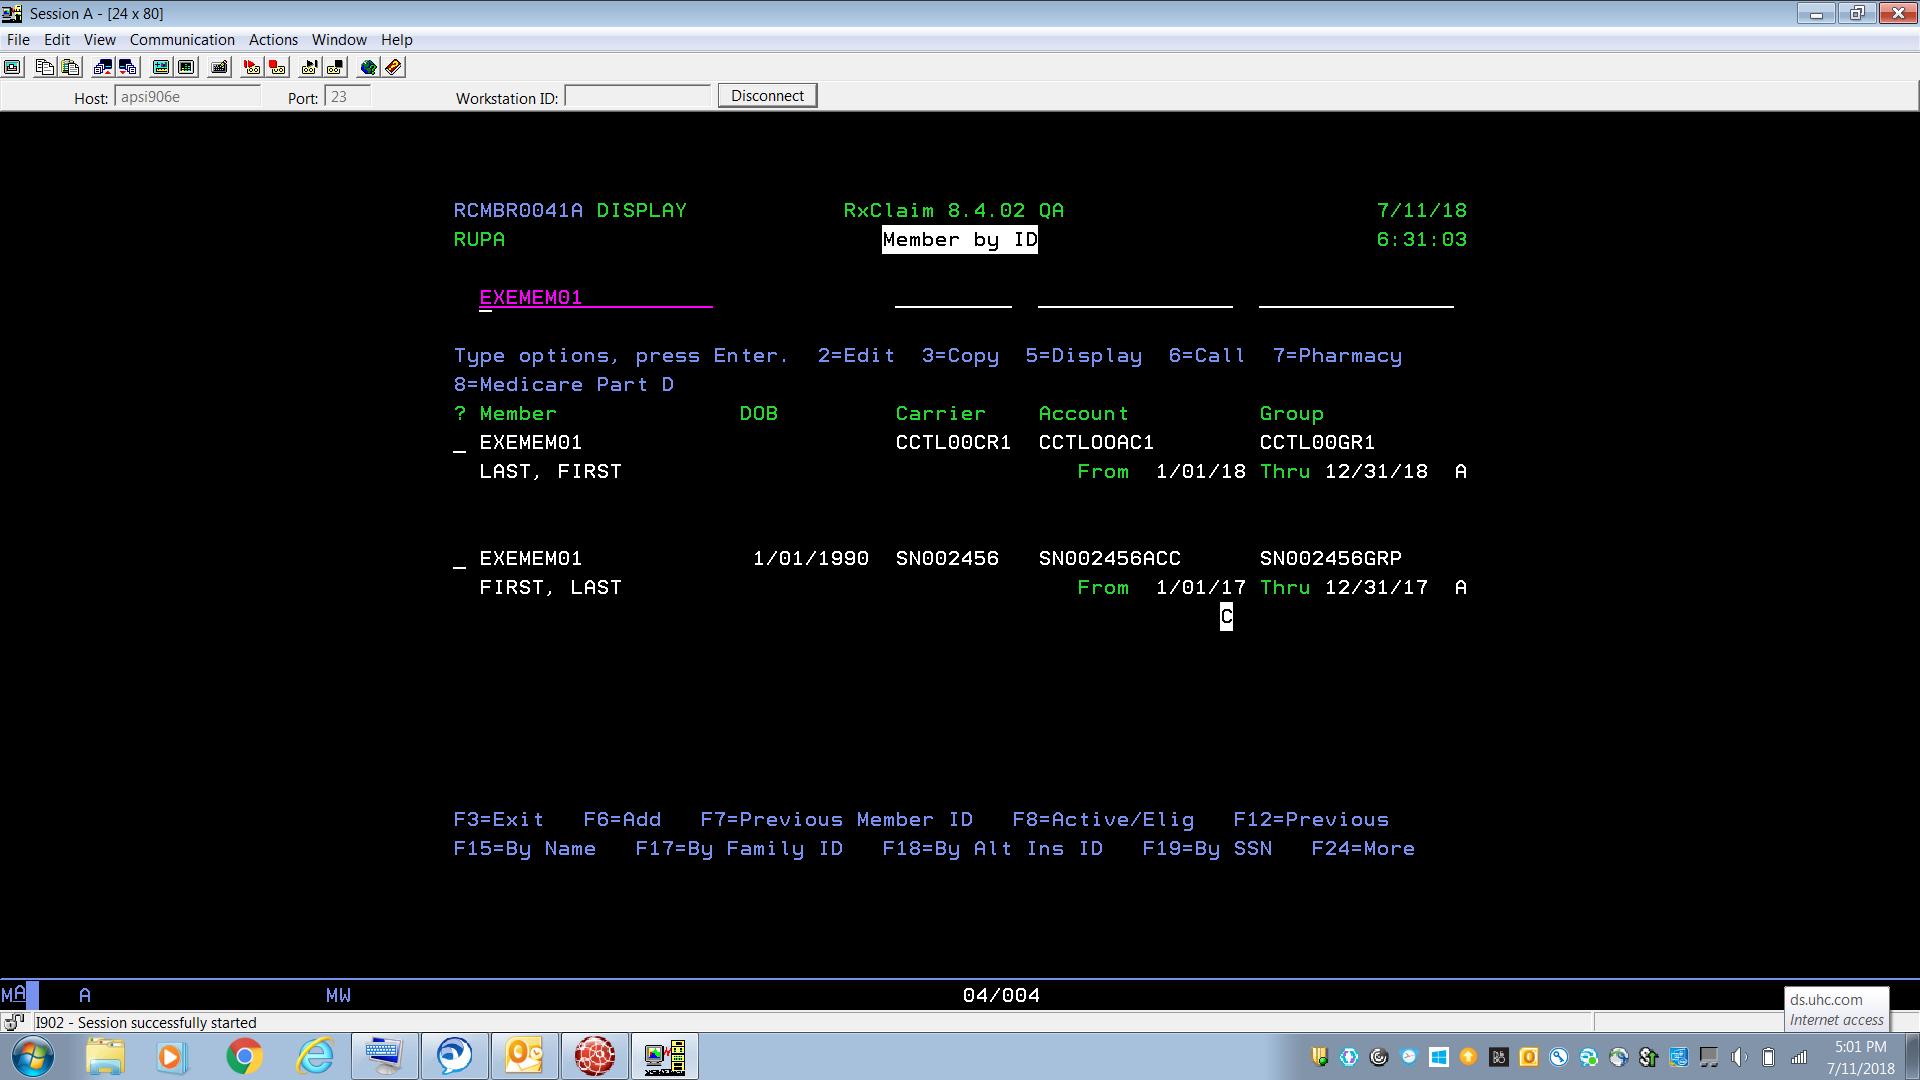 Session A - [24 x 80]
File Edit View Communication Actions Window Help
Host: apsi906e Port: 23 Workstation ID: Disconnect
RCMBR0041A DISPLAY RxClaim 8.4.02 QA 7/11/18
RUPA Member by ID 6:31:03
EXEMEM01
Type options, press Enter. 2=Edit 3=Copy 5=Display 6=Call 7=Pharmacy
8=Medicare Part D
? Member DOB Carrier Account Group
_ EXEMEM01 CCTL00CR1 CCTL00AC1 CCTL00GR1
LAST, FIRST From 1/01/18 Thru 12/31/18 A
_ EXEMEM01 1/01/1990 SN002456 SN002456ACC SN002456GRP
FIRST, LAST From 1/01/17 Thru 12/31/17 A
C
F3=Exit F6=Add F7=Previous Member ID F8=Active/Elig F12=Previous
F15=By Name F17=By Family ID F18=By Alt Ins ID F19=By SSN F24=More
MA A MW 04/004
I902 - Session successfully started
ds.uhc.com
Internet access
5:01 PM
7/11/2018